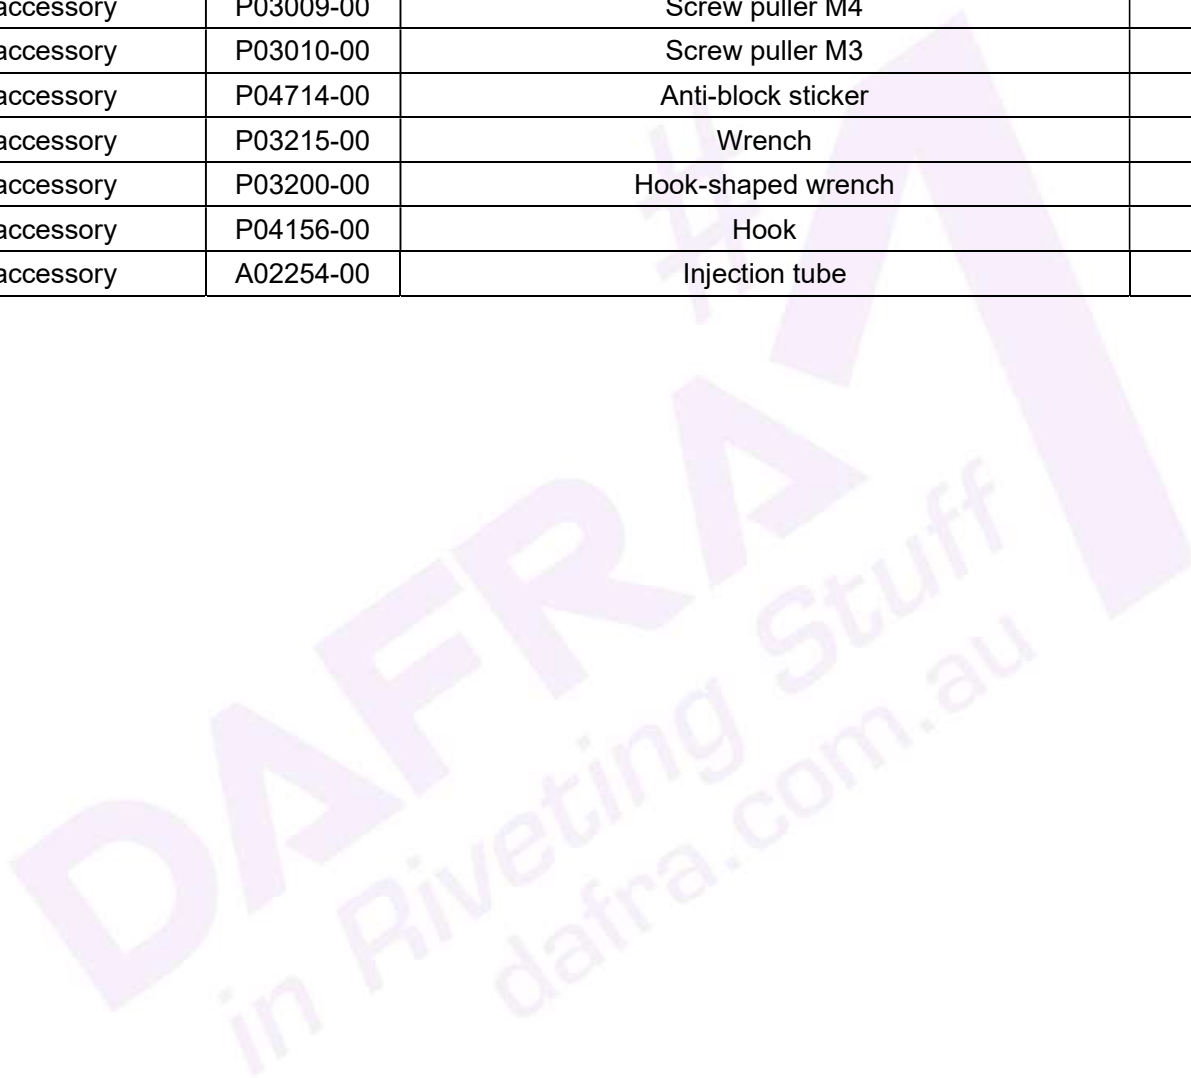 accessory P03009-00 Screw puller M4
accessory P03010-00 Screw puller M3
accessory P04714-00 Anti-block sticker
accessory P03215-00 Wrench
accessory P03200-00 Hook-shaped wrench
accessory P04156-00 Hook
accessory A02254-00 Injection tube
#1
DAFRA
in Riveting Stuff
dafra.com.au